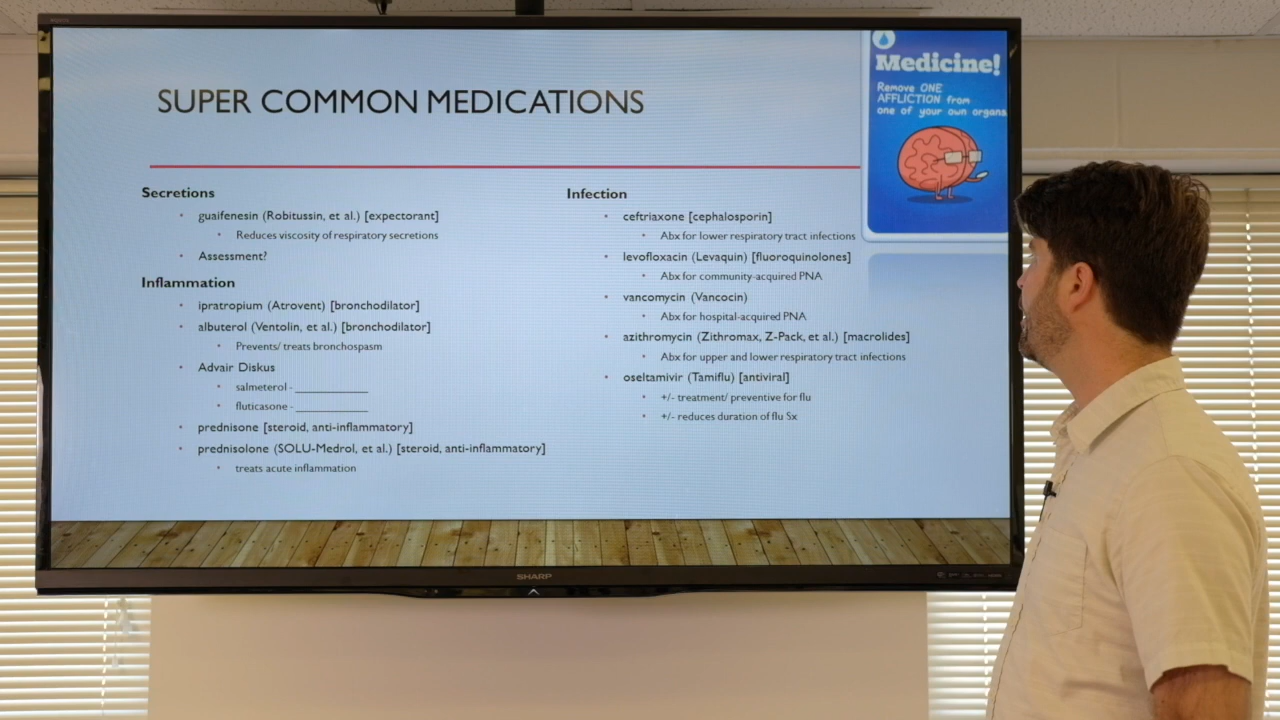 SUPER COMMON MEDICATIONS
Secretions
guaifenesin (Robitussin, et al.) [expectorant]
Reduces viscosity of respiratory secretions
Assessment?
Inflammation
ipratropium (Atrovent) [bronchodilator]
albuterol (Ventolin, et al.) [bronchodilator]
Prevents/ treats bronchospasm
Advair Diskus
salmeterol - ____________
fluticasone - ____________
prednisone [steroid, anti-inflammatory]
prednisolone (SOLU-Medrol, et al.) [steroid, anti-inflammatory]
treats acute inflammation
Infection
ceftriaxone [cephalosporin]
Abx for lower respiratory tract infections
levofloxacin (Levaquin) [fluoroquinolones]
Abx for community-acquired PNA
vancomycin (Vancocin)
Abx for hospital-acquired PNA
azithromycin (Zithromax, Z-Pack, et al.) [macrolides]
Abx for upper and lower respiratory tract infections
oseltamivir (Tamiflu) [antiviral]
+/- treatment/ preventive for flu
+/- reduces duration of flu Sx
Medicine!
Remove ONE
AFFLICTION from
one of your own organs
SHARP